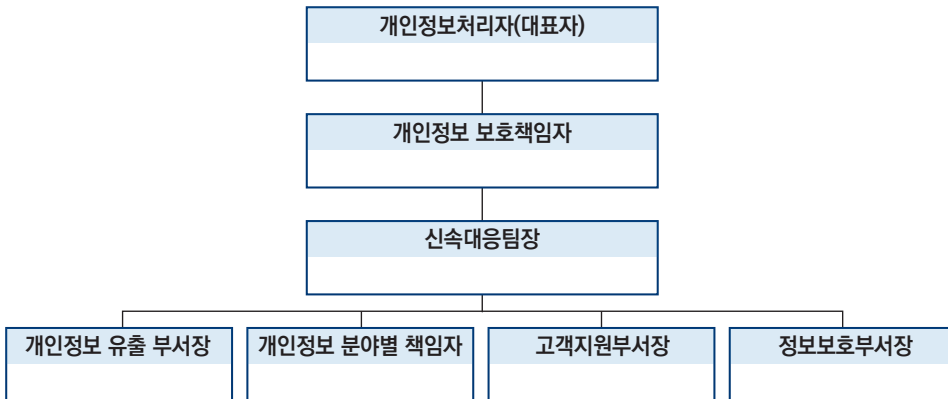 개인정보처리자(대표자)
개인정보 보호책임자
신속대응팀장
개인정보 유출 부서장
개인정보 분야별 책임자
고객지원부서장
정보보호부서장